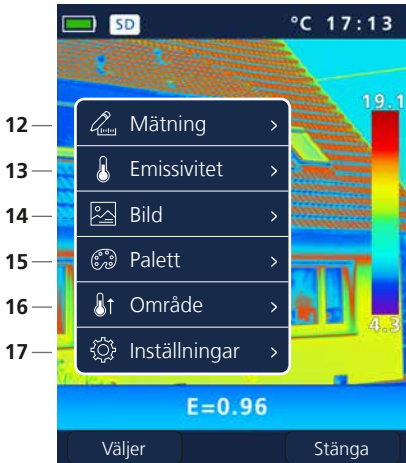 SD °C 17:13
19.1
12 Mätning >
13 Emissivitet >
14 Bild >
15 Palett >
16 Område >
4.3
17 Inställningar >
E=0.96
Väljer Stänga